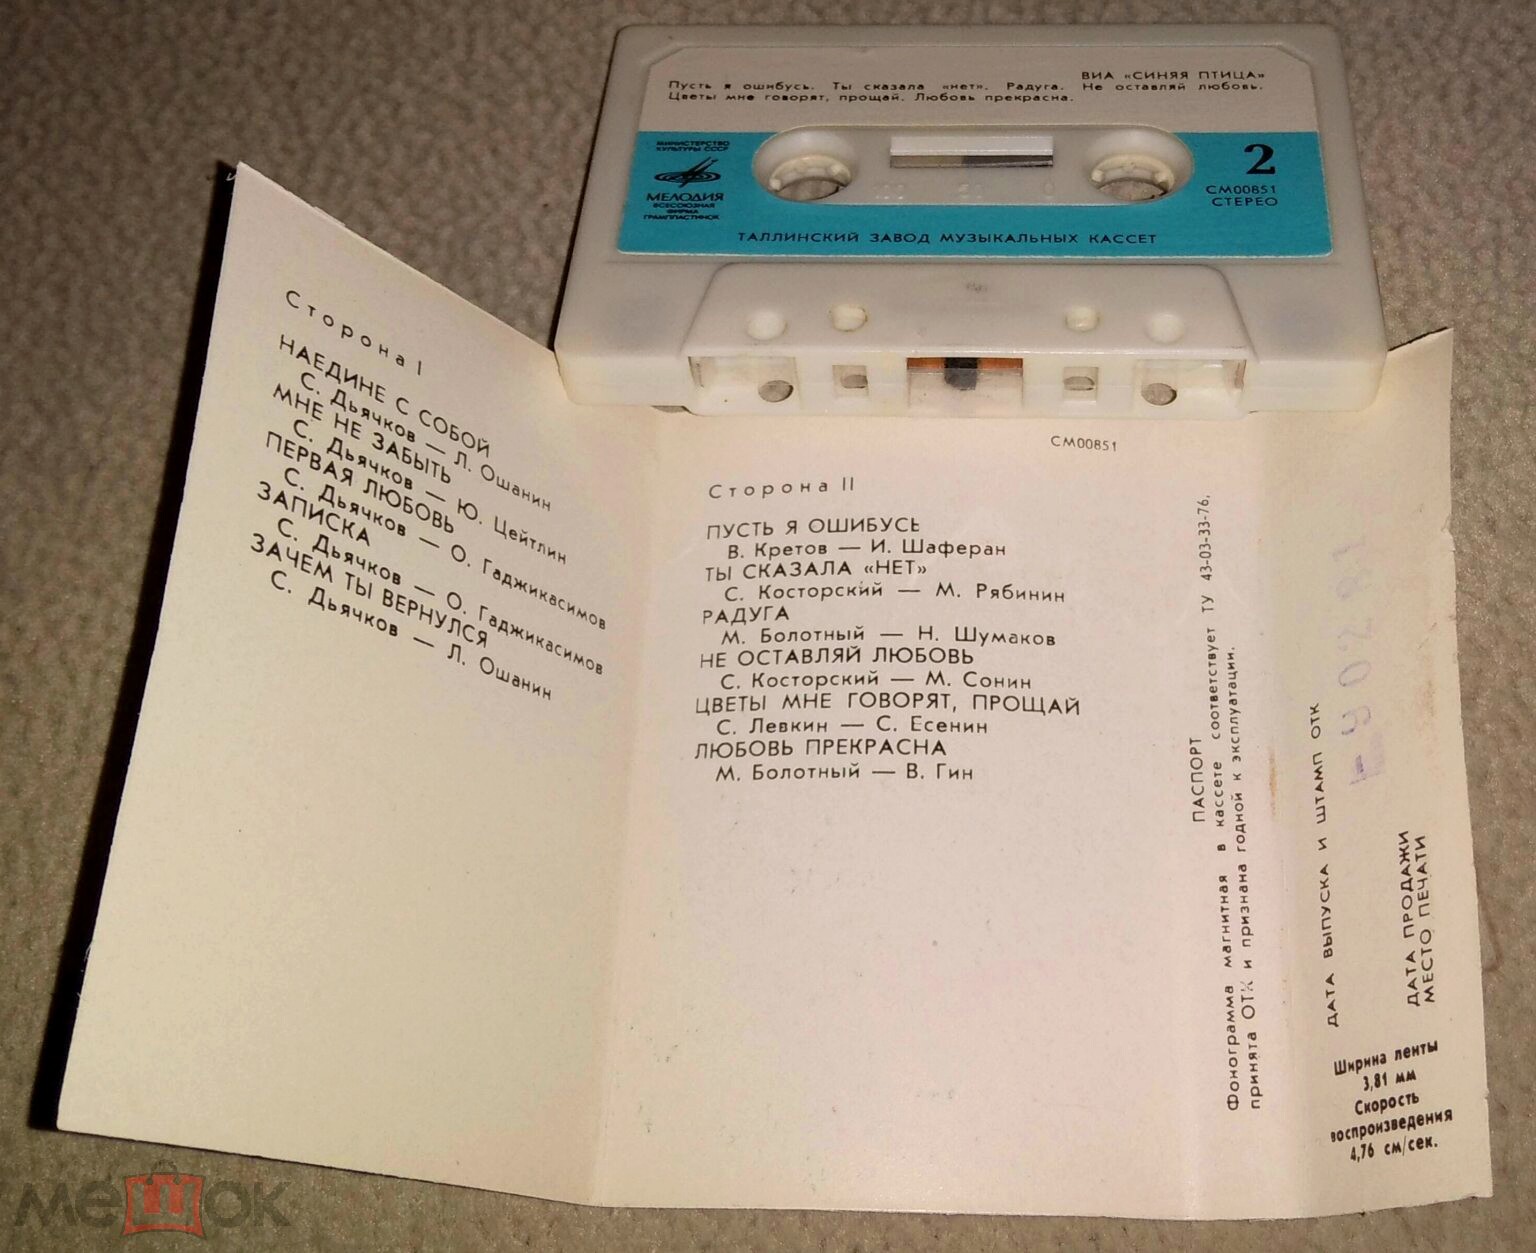 ВИА «СИНЯЯ ПТИЦА»
Пусть я ошибусь. Ты сказала «нет». Радуга. Не оставляй любовь.
Цветы мне говорят, прощай. Любовь прекрасна.
МИНИСТЕРСТВО
КУЛЬТУРЫ СССР
МЕЛОДИЯ
ВСЕСОЮЗНАЯ
ФИРМА
ГРАМПЛАСТИНОК
2
СМ00851
СТЕРЕО
ТАЛЛИНСКИЙ ЗАВОД МУЗЫКАЛЬНЫХ КАССЕТ
Сторона I
НАЕДИНЕ С СОБОЙ
С. Дьячков — Л. Ошанин
МНЕ НЕ ЗАБЫТЬ
С. Дьячков — Ю. Цейтлин
ПЕРВАЯ ЛЮБОВЬ
С. Дьячков — О. Гаджикасимов
ЗАПИСКА
С. Дьячков — О. Гаджикасимов
ЗАЧЕМ ТЫ ВЕРНУЛСЯ
С. Дьячков — Л. Ошанин
СМ00851
Сторона II
ПУСТЬ Я ОШИБУСЬ
В. Кретов — И. Шаферан
ТЫ СКАЗАЛА «НЕТ»
С. Косторский — М. Рябинин
РАДУГА
М. Болотный — Н. Шумаков
НЕ ОСТАВЛЯЙ ЛЮБОВЬ
С. Косторский — М. Сонин
ЦВЕТЫ МНЕ ГОВОРЯТ, ПРОЩАЙ
С. Левкин — С. Есенин
ЛЮБОВЬ ПРЕКРАСНА
М. Болотный — В. Гин
ПАСПОРТ
Фонограмма магнитная в кассете соответствует ТУ 43-03-33-76,
принята ОТК и признана годной к эксплуатации.
ДАТА ВЫПУСКА И ШТАМП ОТК
ДАТА ПРОДАЖИ
МЕСТО ПЕЧАТИ
Ширина ленты
3,81 мм
Скорость
воспроизведения
4,76 см/сек.
мешок